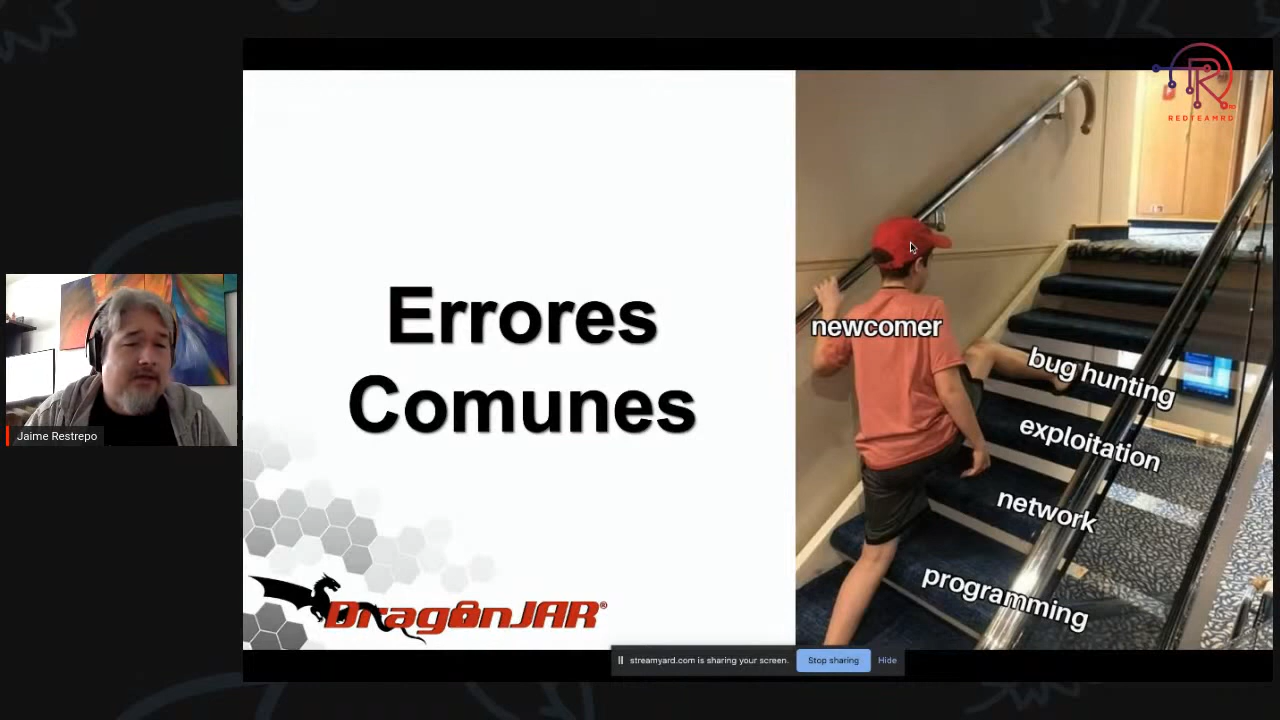 REDTEAMRD
Errores
Comunes
newcomer
bug hunting
exploitation
network
programming
Jaime Restrepo
DragonJAR®
streamyard.com is sharing your screen.
Stop sharing
Hide